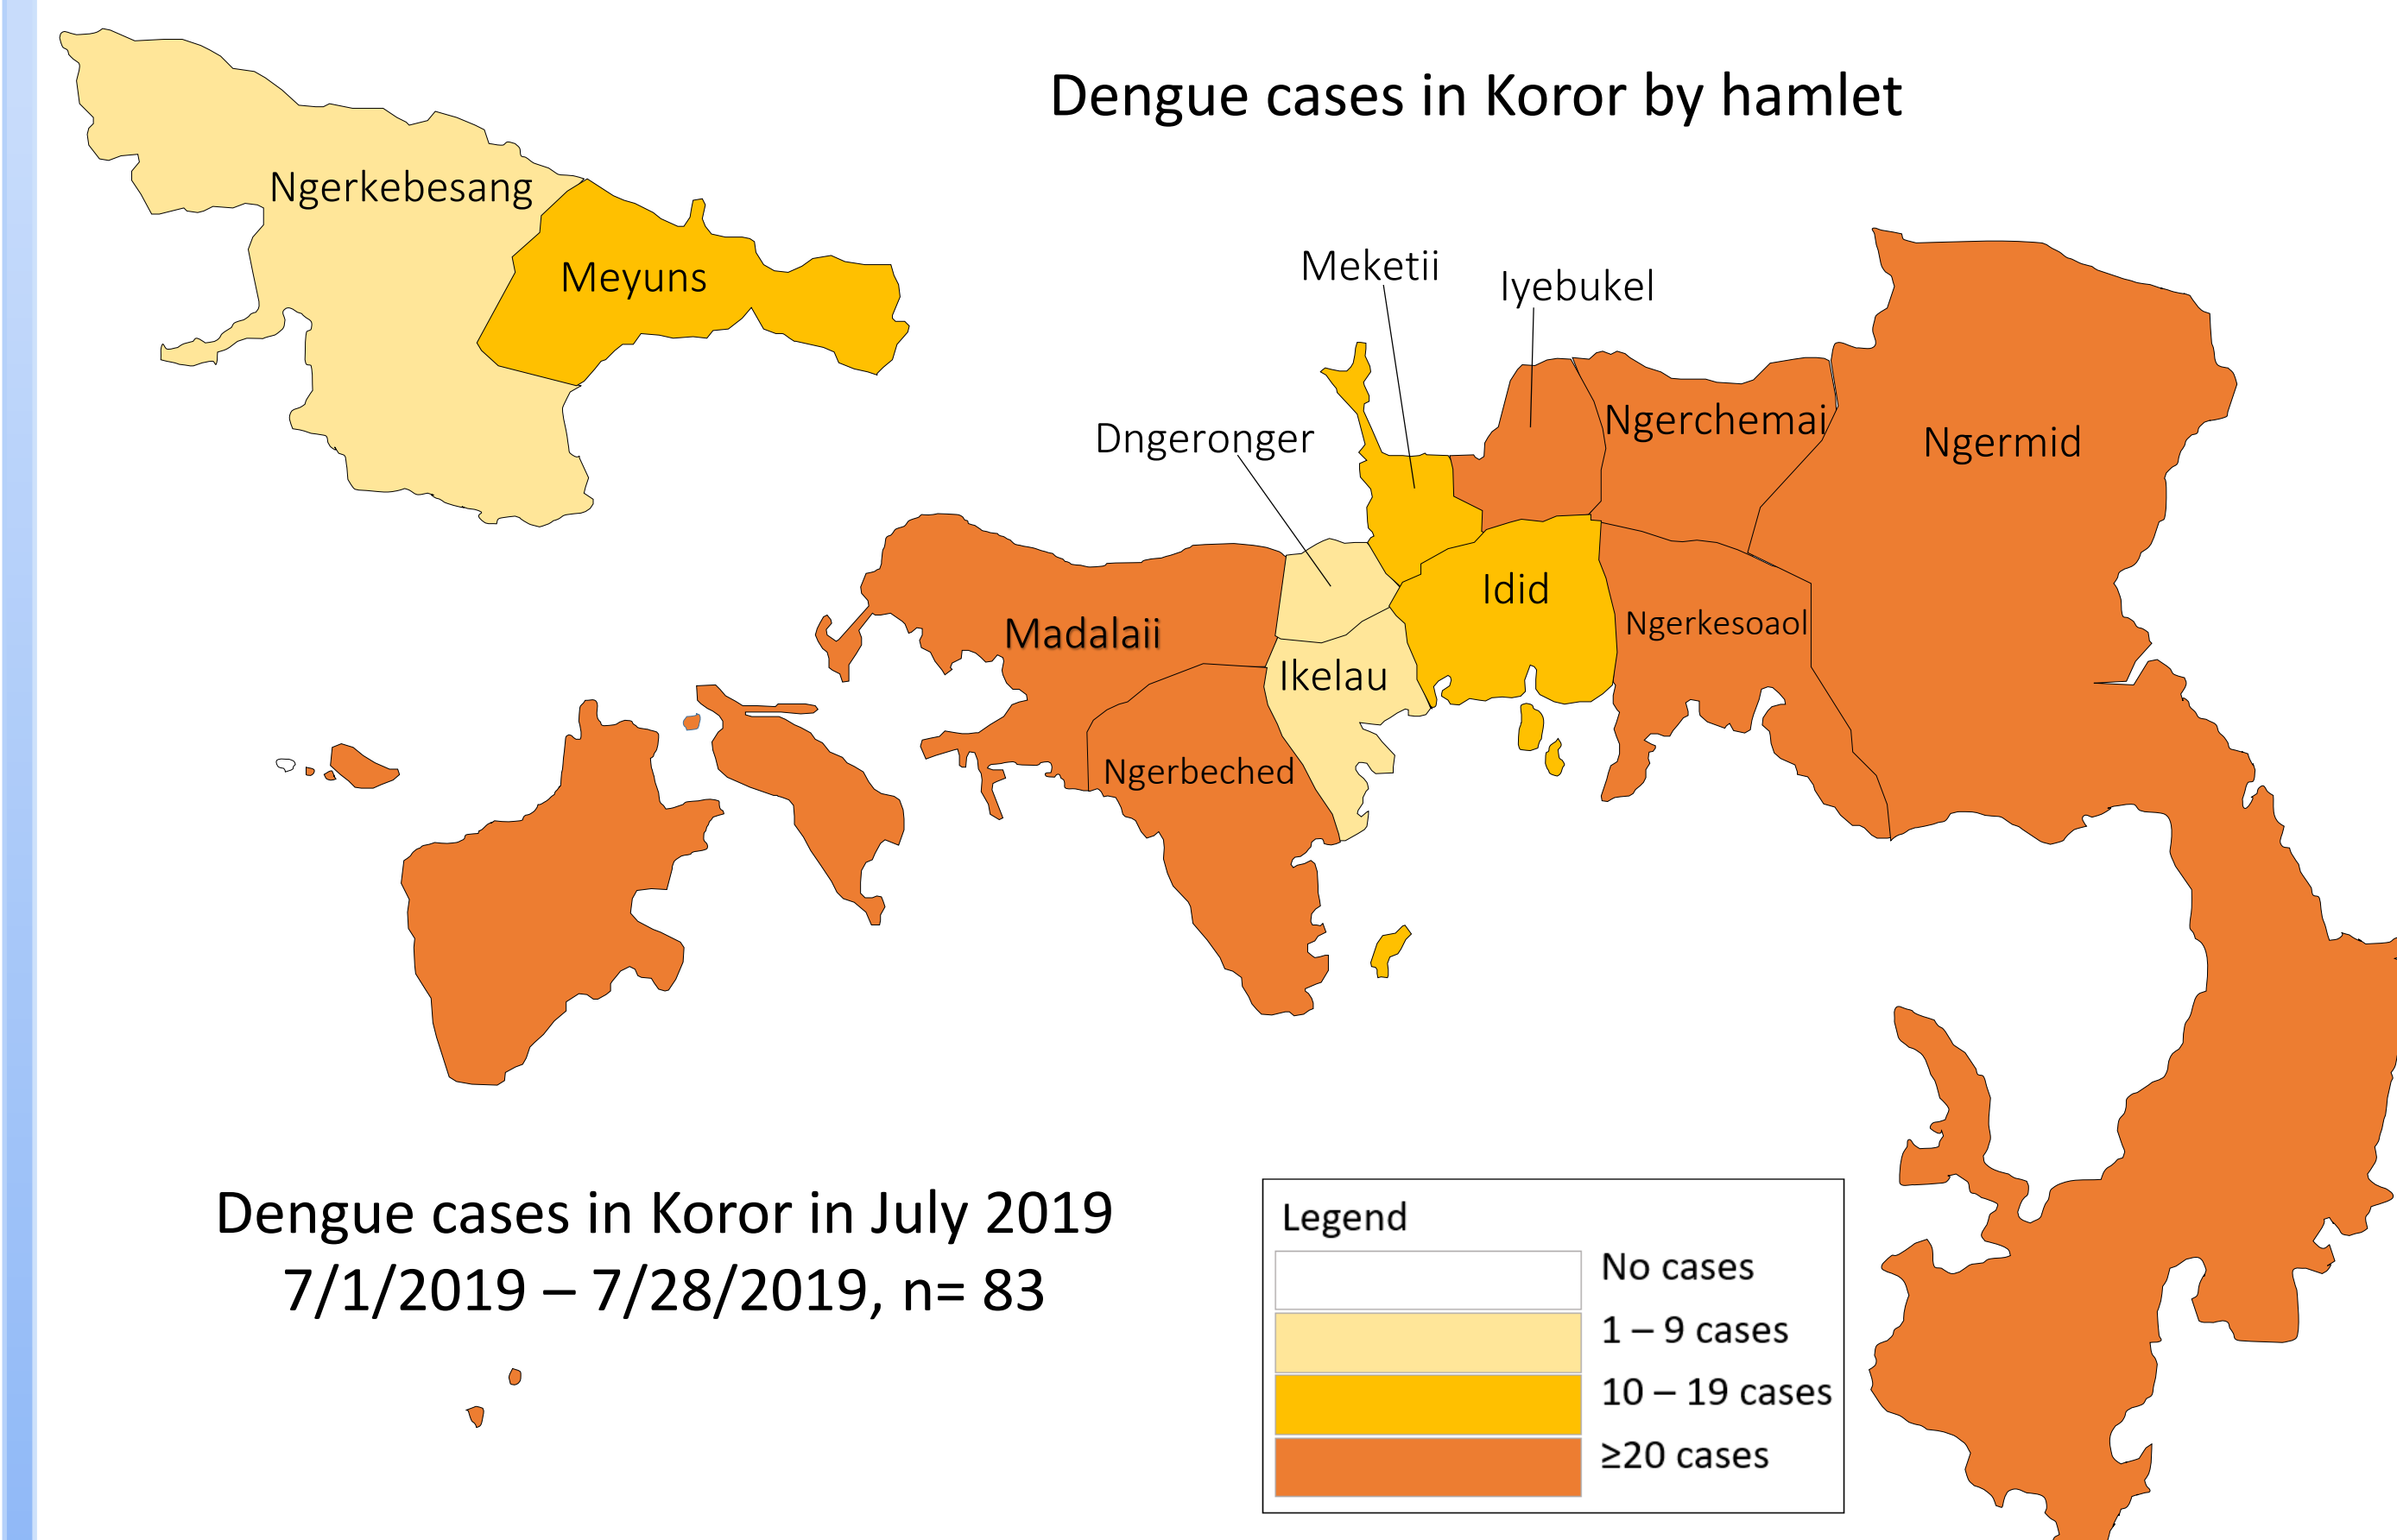 Dengue cases in Koror by hamlet
Ngerkebesang
Meyuns
Meketii
Iyebukel
Dngeronger
Ngerchemai
Ngermid
Madalaii
Idid
Ngerkesoaol
Ikelau
Ngerbeched
Dengue cases in Koror in July 2019
7/1/2019 – 7/28/2019, n= 83
Legend
No cases
1 – 9 cases
10 – 19 cases
≥20 cases